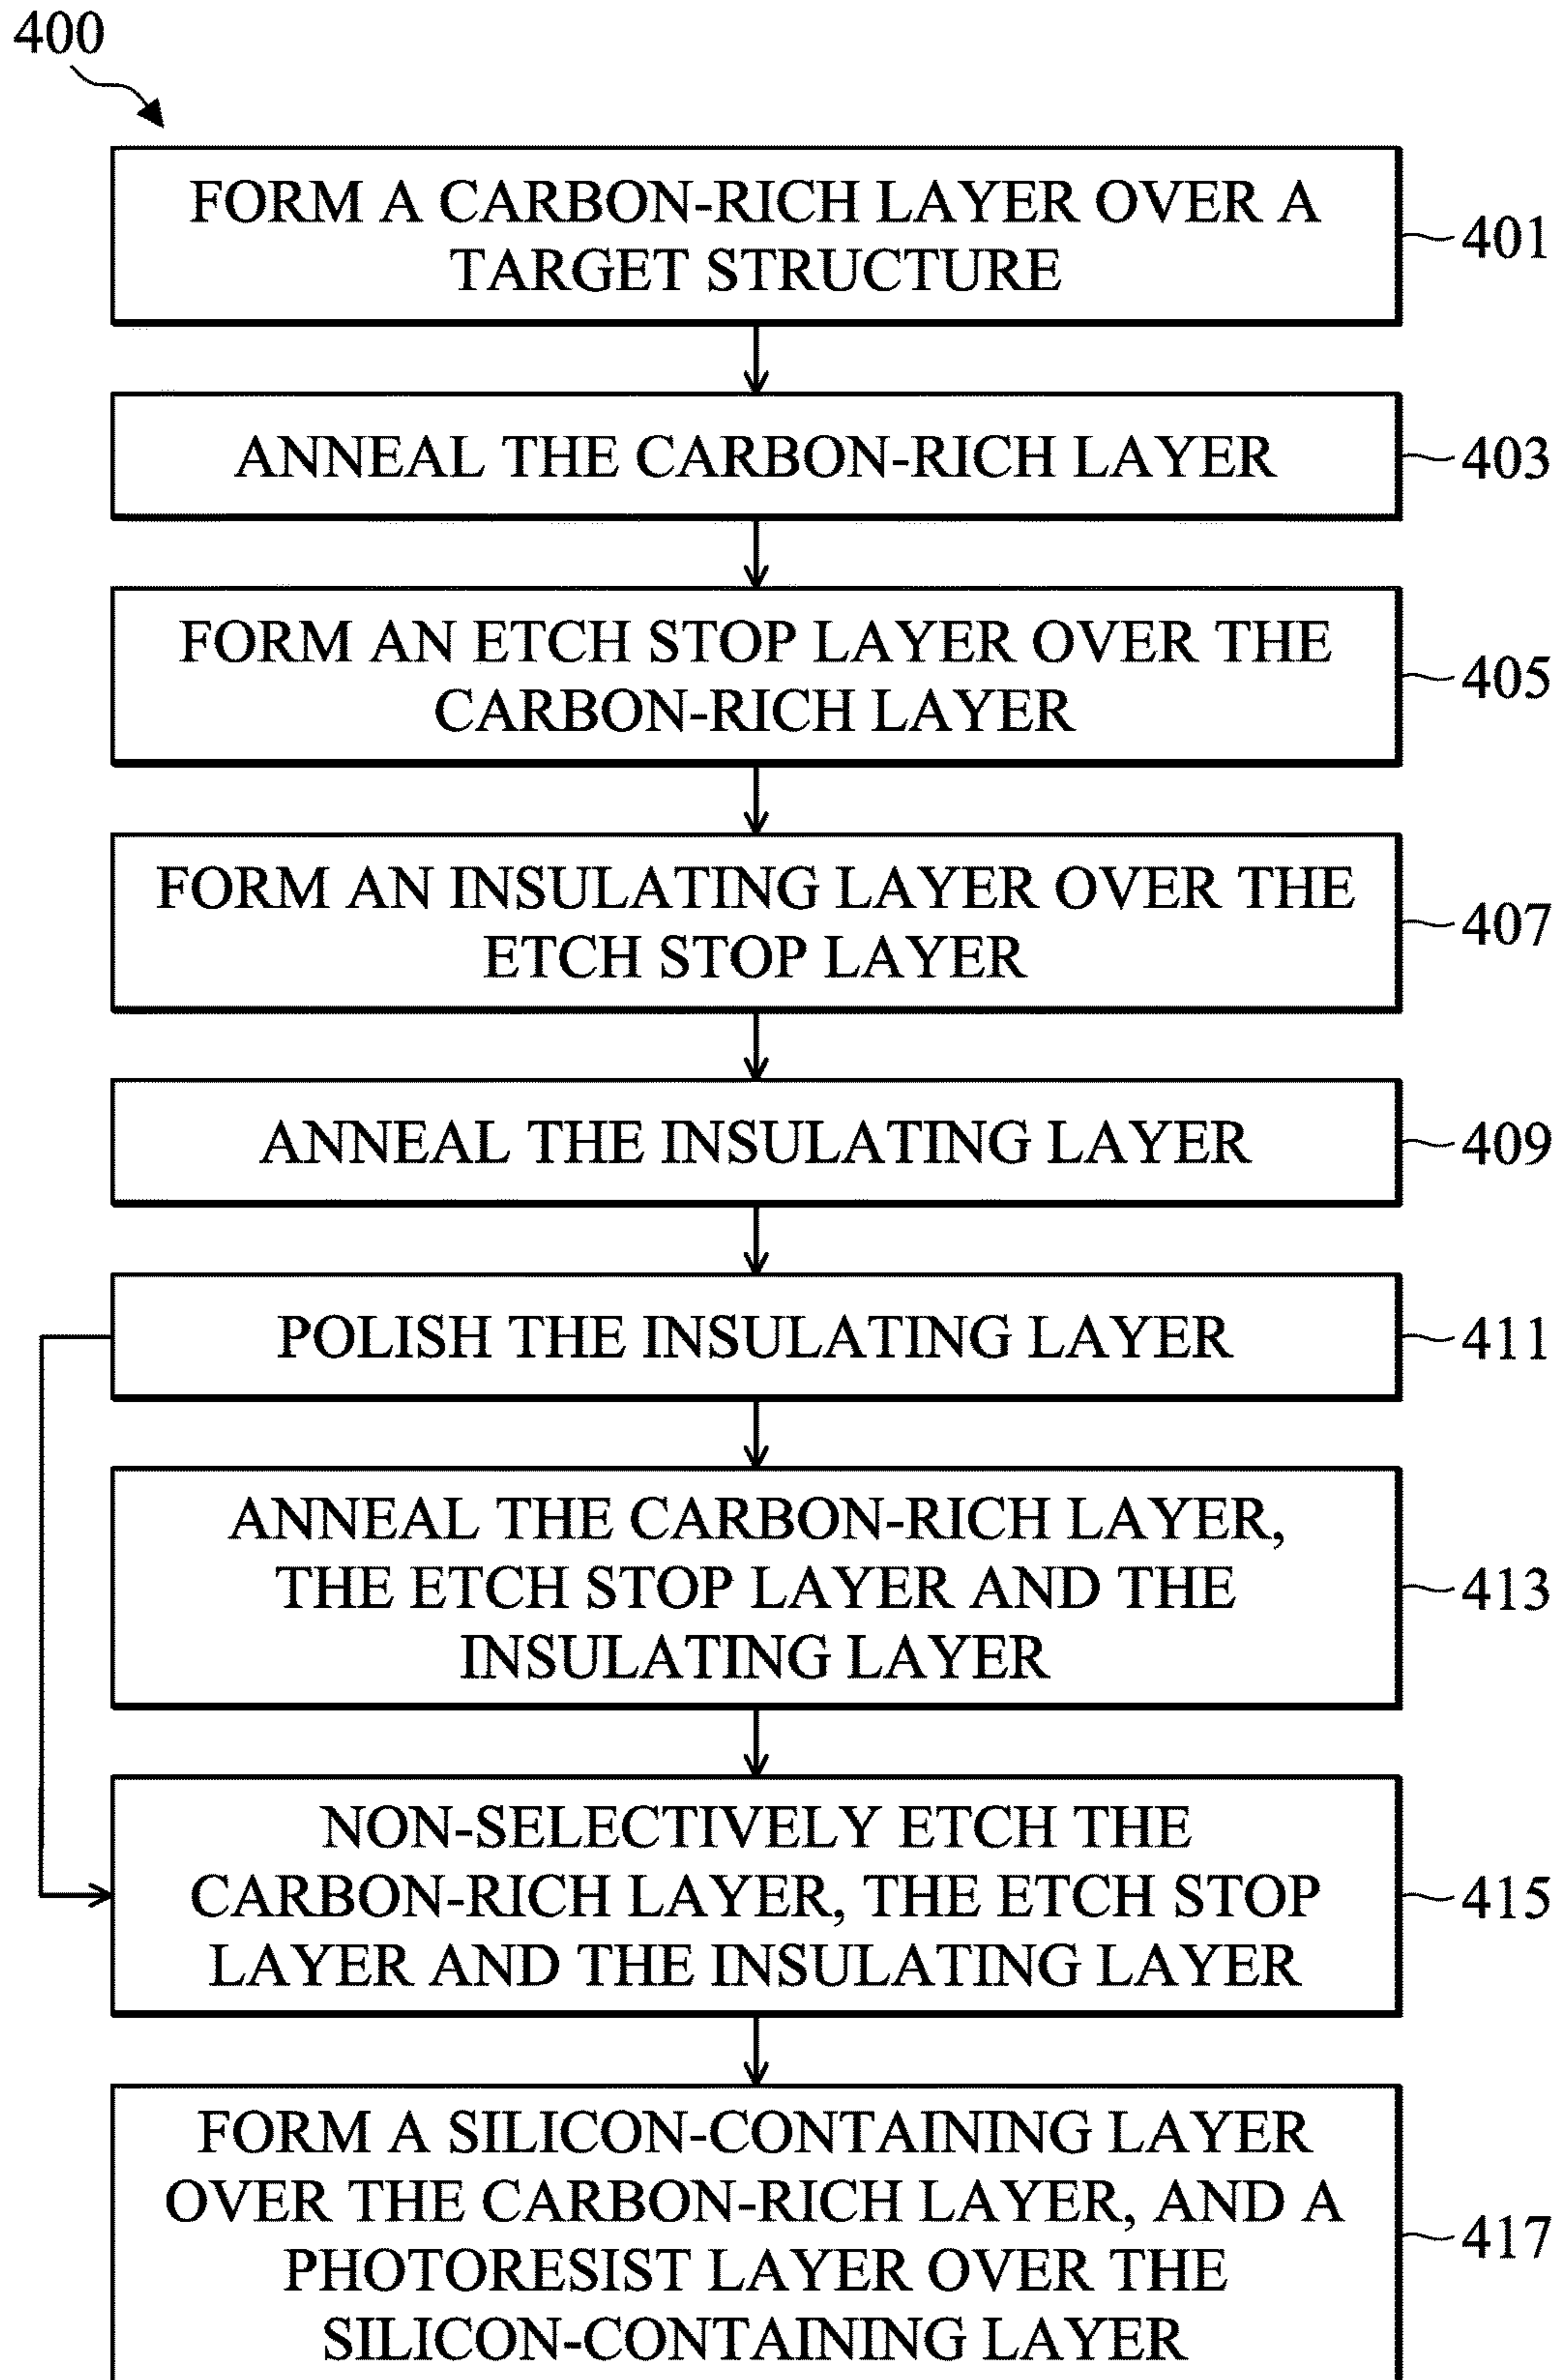 400
FORM A CARBON-RICH LAYER OVER A
TARGET STRUCTURE
401
ANNEAL THE CARBON-RICH LAYER
403
FORM AN ETCH STOP LAYER OVER THE
CARBON-RICH LAYER
405
FORM AN INSULATING LAYER OVER THE
ETCH STOP LAYER
407
ANNEAL THE INSULATING LAYER
409
POLISH THE INSULATING LAYER
411
ANNEAL THE CARBON-RICH LAYER,
THE ETCH STOP LAYER AND THE
INSULATING LAYER
413
NON-SELECTIVELY ETCH THE
CARBON-RICH LAYER, THE ETCH STOP
LAYER AND THE INSULATING LAYER
415
FORM A SILICON-CONTAINING LAYER
OVER THE CARBON-RICH LAYER, AND A
PHOTORESIST LAYER OVER THE
SILICON-CONTAINING LAYER
417